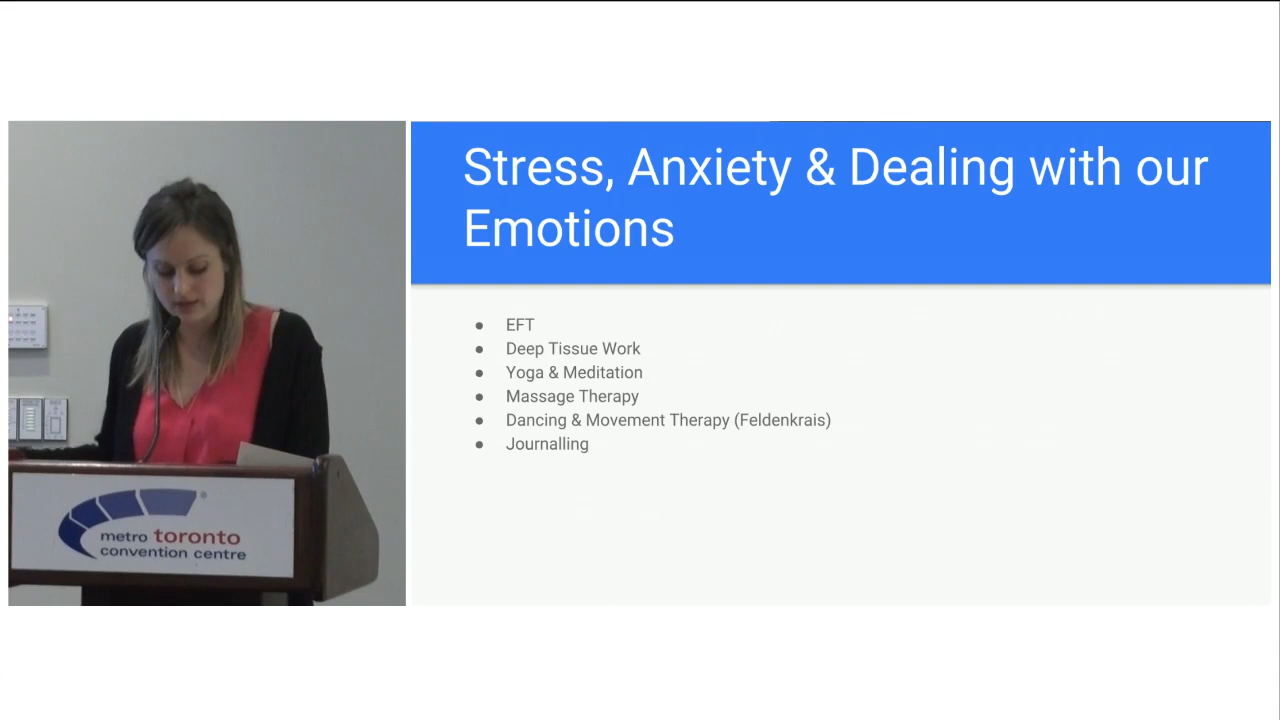 Stress, Anxiety & Dealing with our
Emotions
● EFT
● Deep Tissue Work
● Yoga & Meditation
● Massage Therapy
● Dancing & Movement Therapy (Feldenkrais)
● Journalling
metro toronto
convention centre